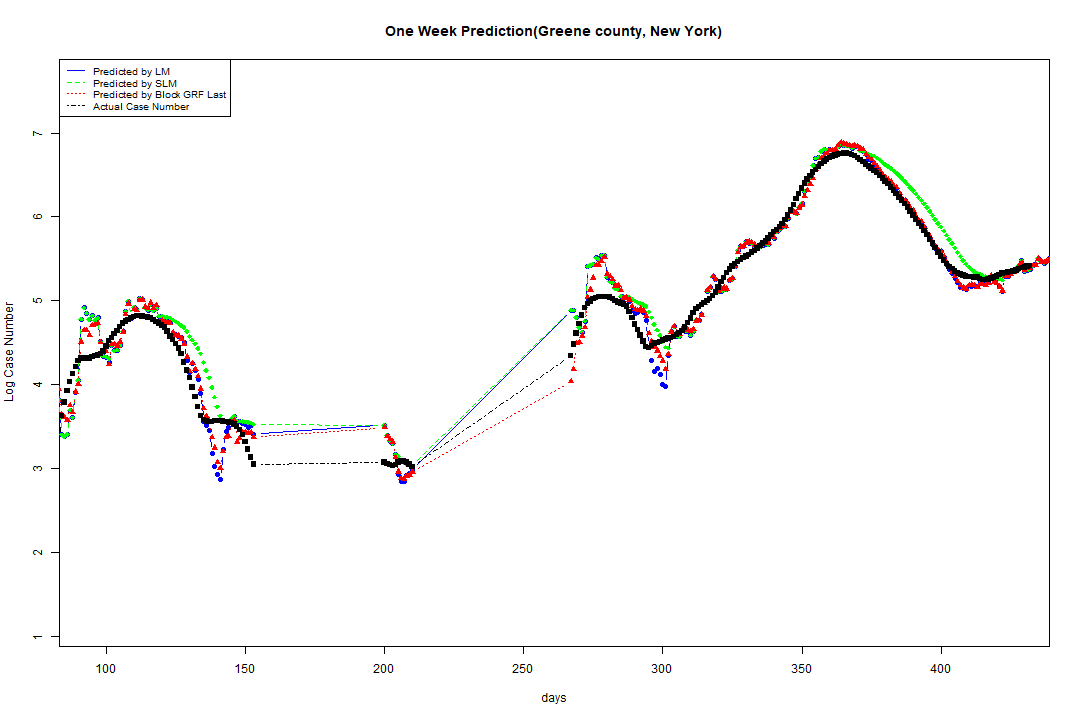 One Week Prediction(Greene county, New York)
Predicted by LM
Predicted by SLM
Predicted by Block GRF Last
Actual Case Number
Log Case Number
7
6
5
4
3
2
1
100 150 200 250 300 350 400
days